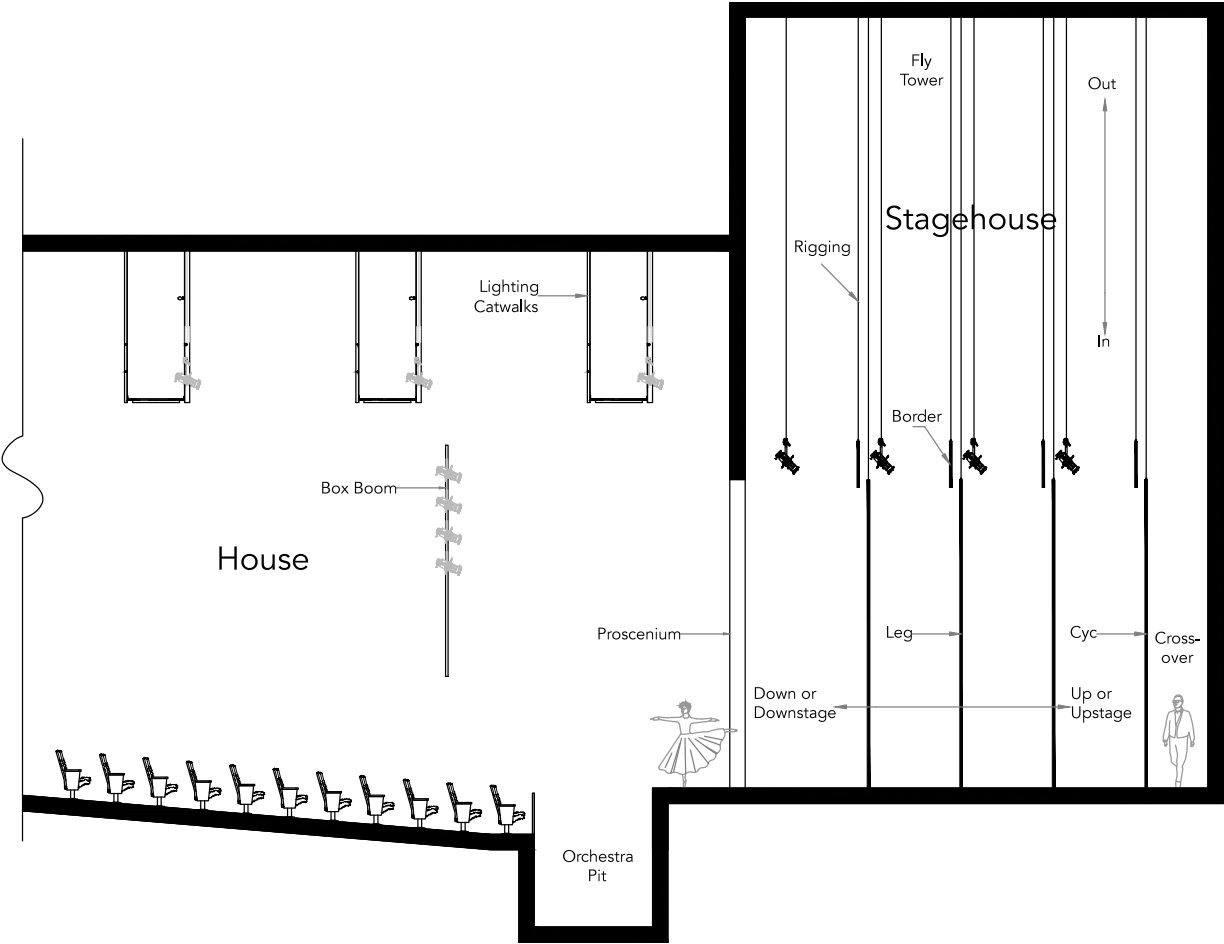 Fly
Tower
Out
Stagehouse
Rigging
Lighting
Catwalks
In
Border
Box Boom
House
Proscenium
Leg
Cyc
Cross-
over
Down or
Downstage
Up or
Upstage
Orchestra
Pit